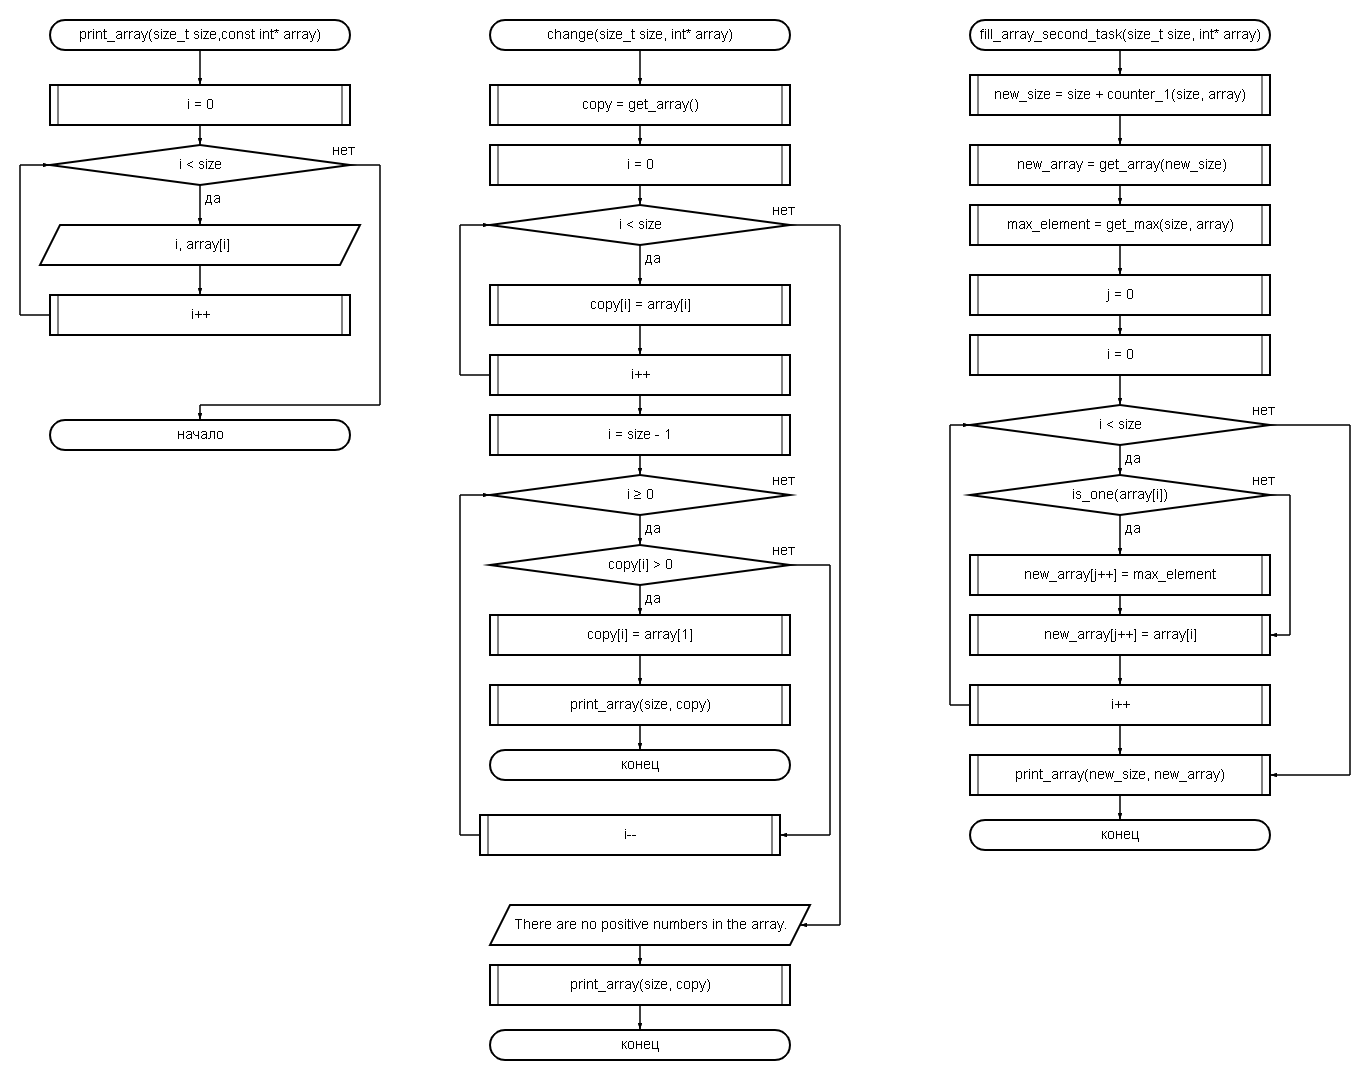 print_array(size_t size,const int* array)
i = 0
i < size
нет
да
i, array[i]
i++
начало
change(size_t size, int* array)
copy = get_array()
i = 0
i < size
нет
да
copy[i] = array[i]
i++
i = size - 1
i ≥ 0
нет
да
copy[i] > 0
нет
да
copy[i] = array[1]
print_array(size, copy)
конец
i--
There are no positive numbers in the array.
print_array(size, copy)
конец
fill_array_second_task(size_t size, int* array)
new_size = size + counter_1(size, array)
new_array = get_array(new_size)
max_element = get_max(size, array)
j = 0
i = 0
i < size
нет
да
is_one(array[i])
нет
да
new_array[j++] = max_element
new_array[j++] = array[i]
i++
print_array(new_size, new_array)
конец